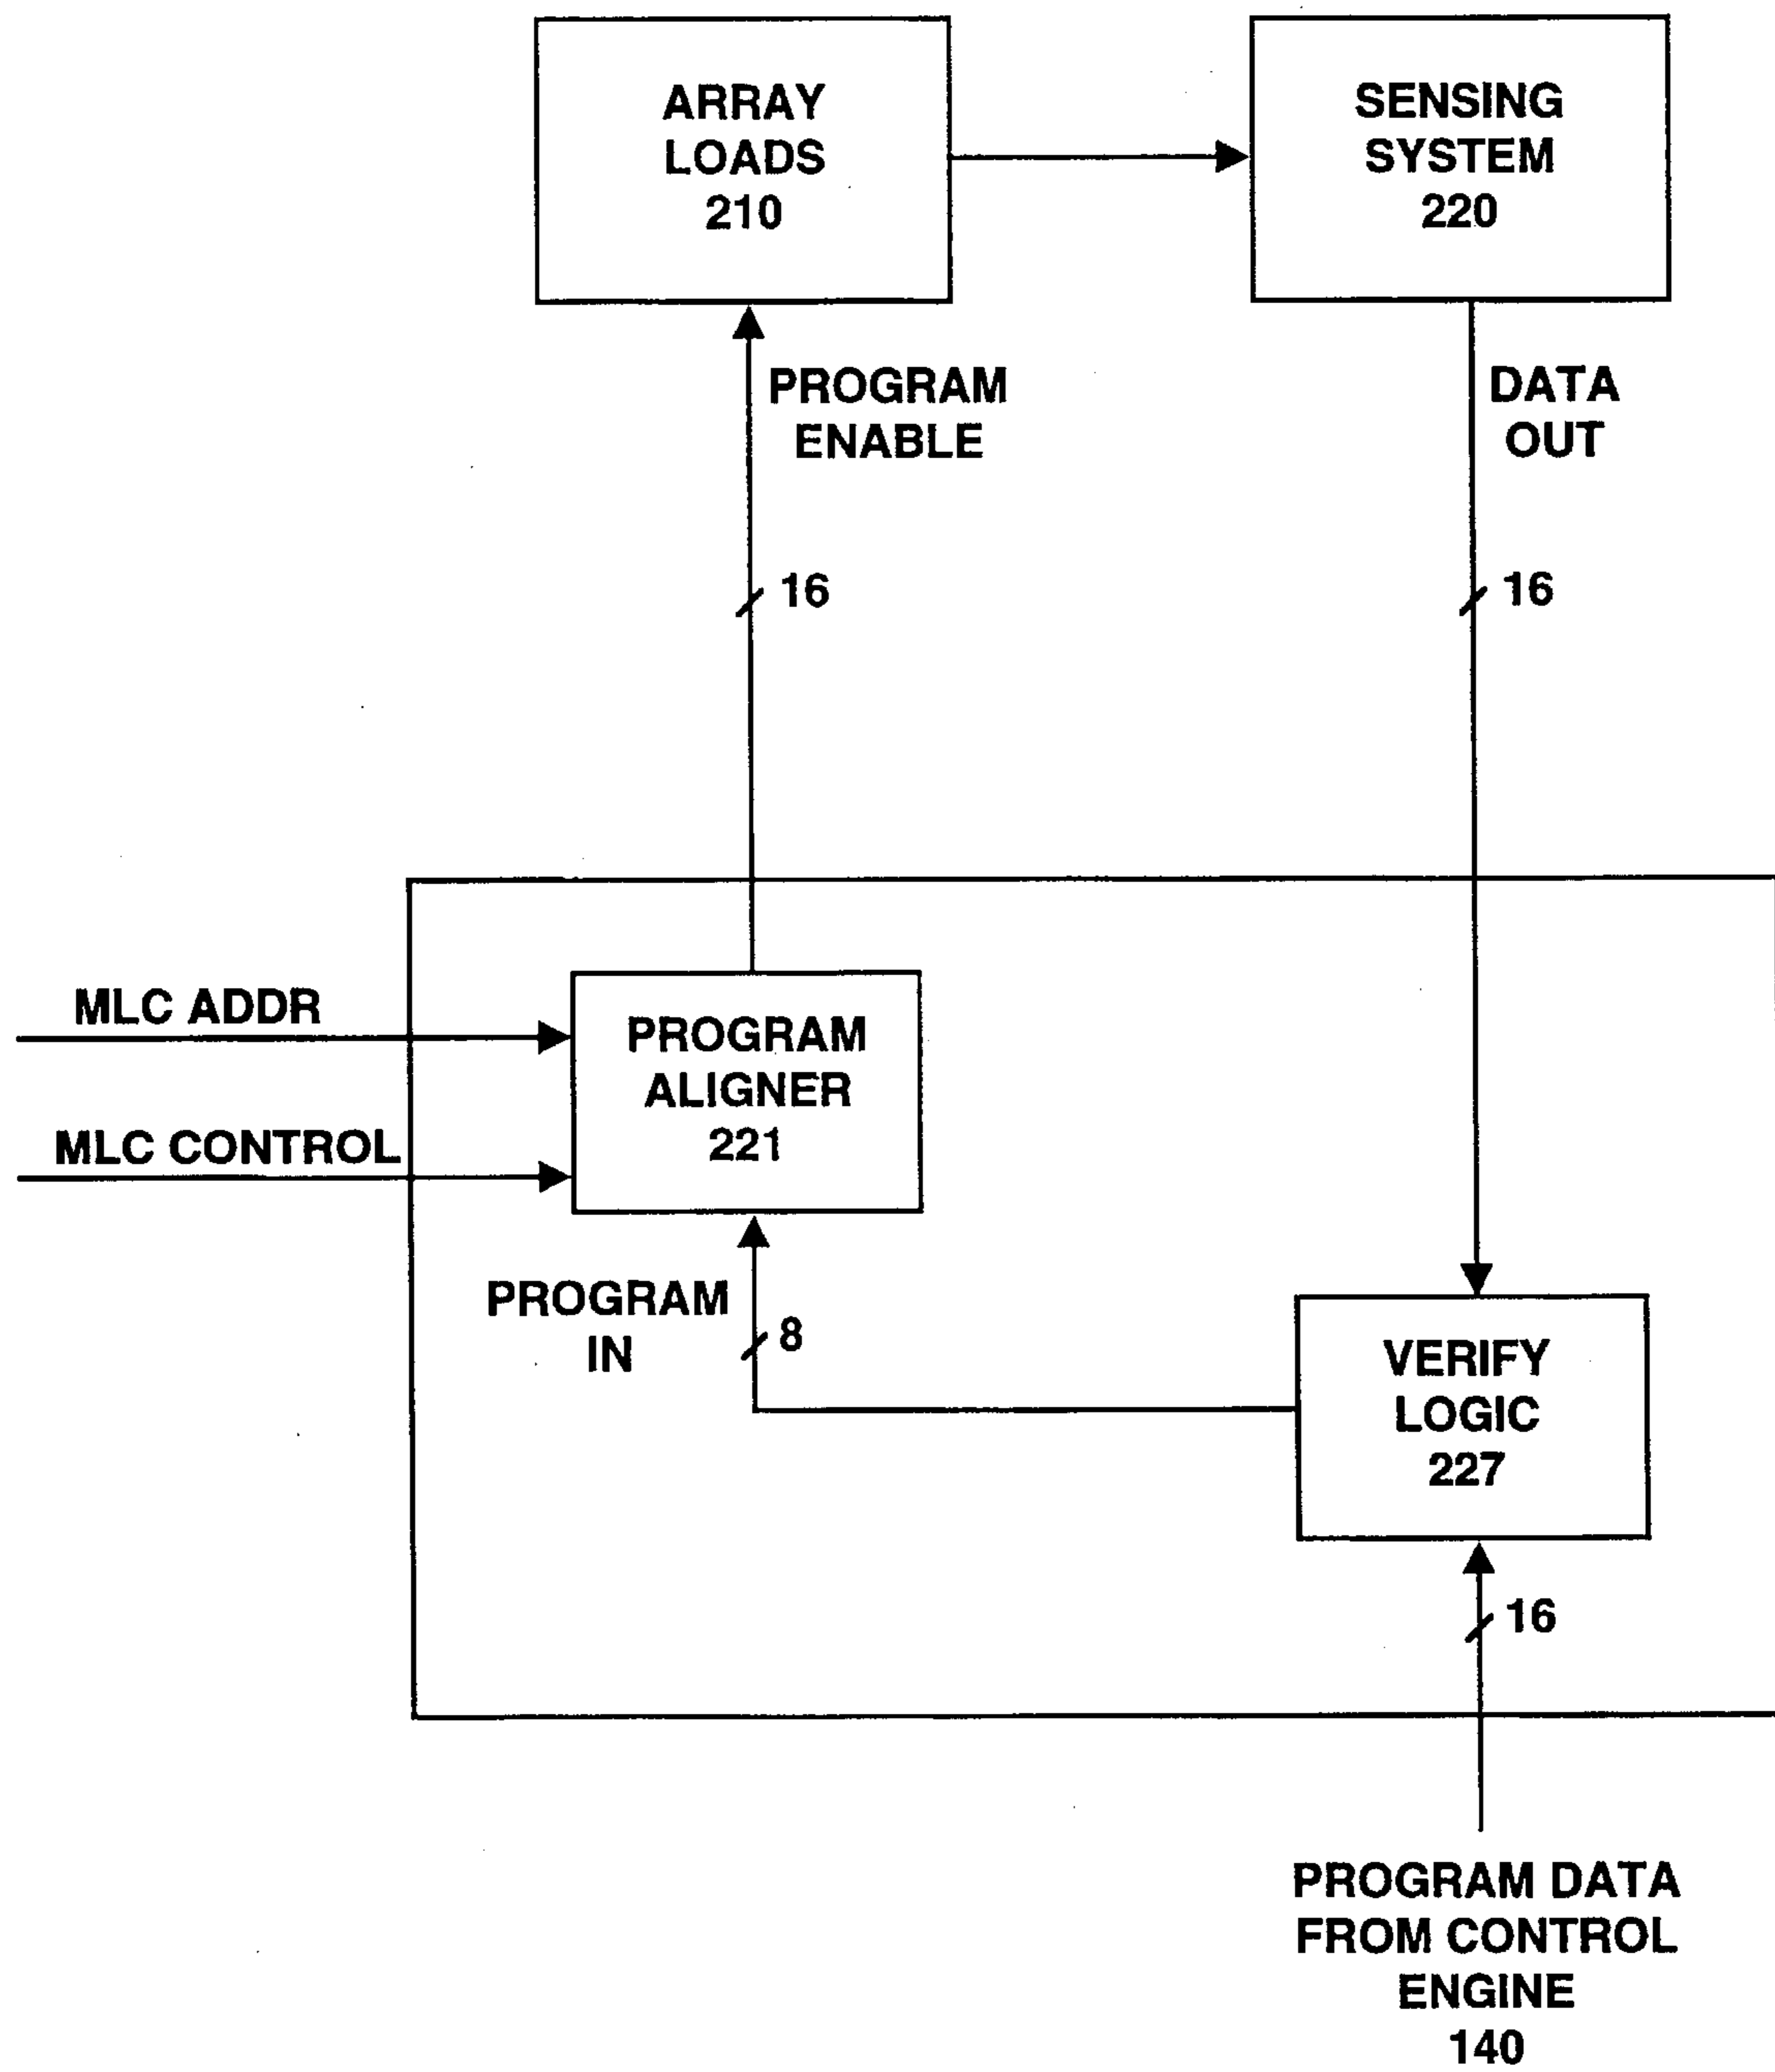 ARRAY
LOADS
210
SENSING
SYSTEM
220
PROGRAM
ENABLE
DATA
OUT
16
16
MLC ADDR
MLC CONTROL
PROGRAM
ALIGNER
221
PROGRAM
IN
8
VERIFY
LOGIC
227
16
PROGRAM DATA
FROM CONTROL
ENGINE
140